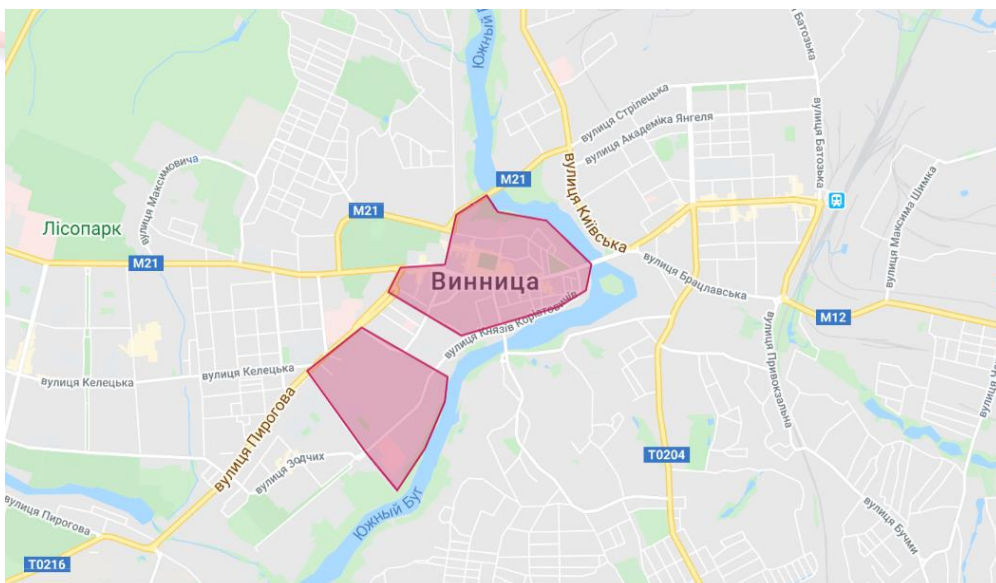 Южный
вулиця Батозька
вулиця Стрілецька
вулиця Академіка Янгеля
вулиця Батозька
вулиця Максимовича
M21
вулиця Київська
вулиця Максима Шимка
M21
Лісопарк
M21
Винница
вулиця Брацлавська
вулиця Князів Коріатовичів
M12
вулиця Привокзальна
вулиця Келецька
вулиця Келецька
вулиця Пирогова
вулиця Зодчих
T0204
Южный Буг
вулиця Пирогова
вулиця Бучми
T0216